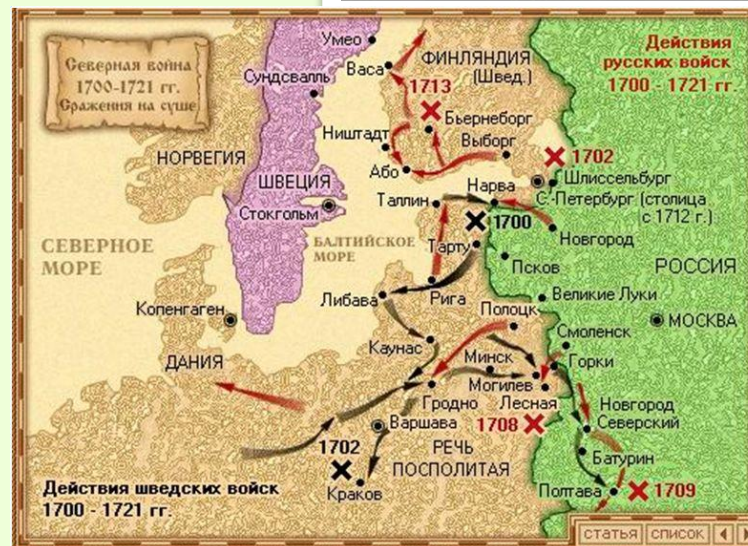 Северная война
1700-1721 гг.
Сражения на суше
Умео
Васа
ФИНЛЯНДИЯ
(Швед.)
Действия
русских войск
1700 - 1721 гг.
Сундсвалль
1713
Бьернеборг
Ништадт
Выборг
1702
НОРВЕГИЯ
Або
Шлиссельбург
ШВЕЦИЯ
Нарва
С.-Петербург (столица
с 1712 г.)
Таллин
Стокгольм
1700
Новгород
СЕВЕРНОЕ
МОРЕ
БАЛТИЙСКОЕ
МОРЕ
Тарту
Псков
РОССИЯ
Либава
Рига
Великие Луки
Копенгаген
Полоцк
МОСКВА
Смоленск
Каунас
Минск
Горки
ДАНИЯ
Могилев
Гродно
Лесная
Новгород
Северский
Варшава
1708
1702
РЕЧЬ
ПОСПОЛИТАЯ
Батурин
Краков
Полтава
1709
Действия шведских войск
1700 - 1721 гг.
статья список